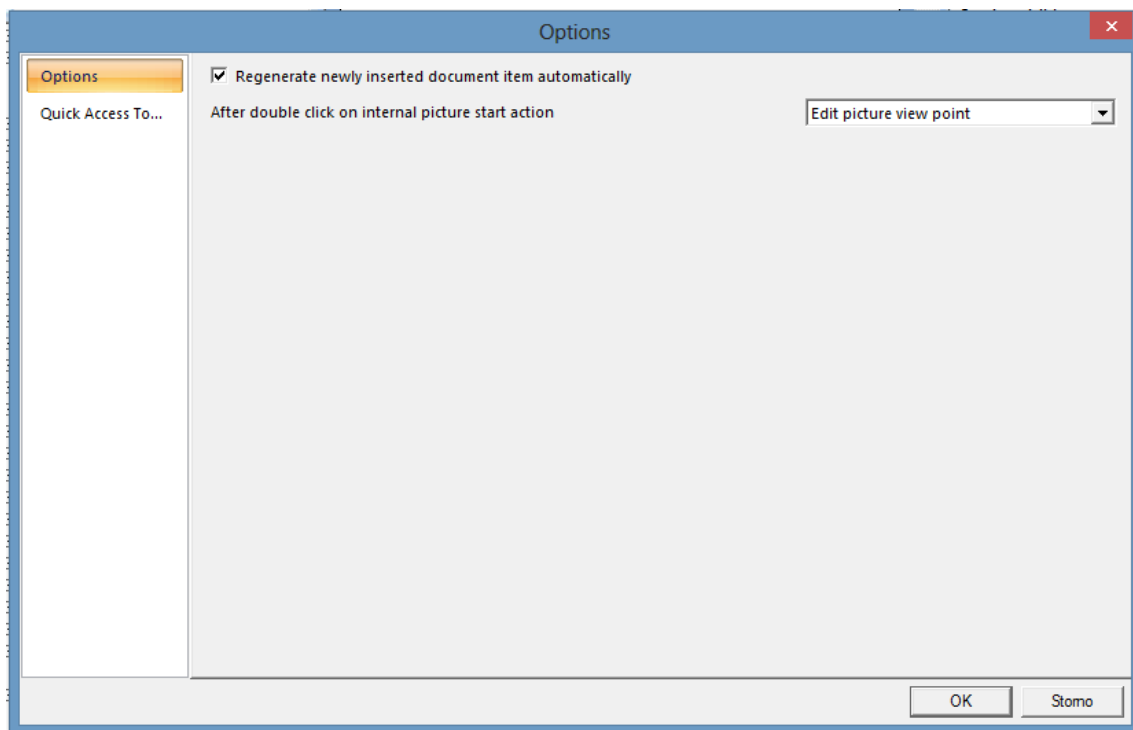 Options
Options
Regenerate newly inserted document item automatically
Quick Access To...
After double click on internal picture start action
Edit picture view point
OK
Storno